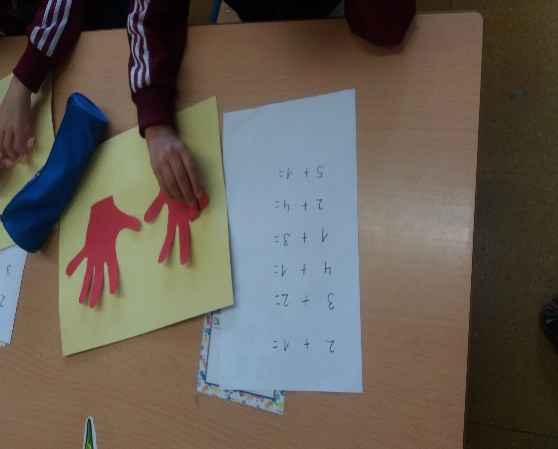 2 + 1 =
3 + 2 =
4 + 1 =
1 + 3 =
2 + 4 =
5 + 1 =